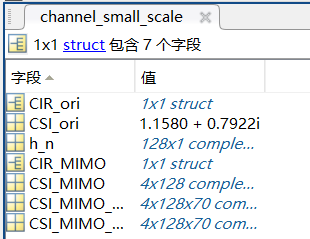 channel_small_scale
1x1 struct 包含 7 个字段
字段 值
CIR_ori 1x1 struct
CSI_ori 1.1580 + 0.7922i
h_n 128x1 comple...
CIR_MIMO 1x1 struct
CSI_MIMO 4x128 comple...
CSI_MIMO_... 4x128x70 com...
CSI_MIMO_... 4x128x70 com...